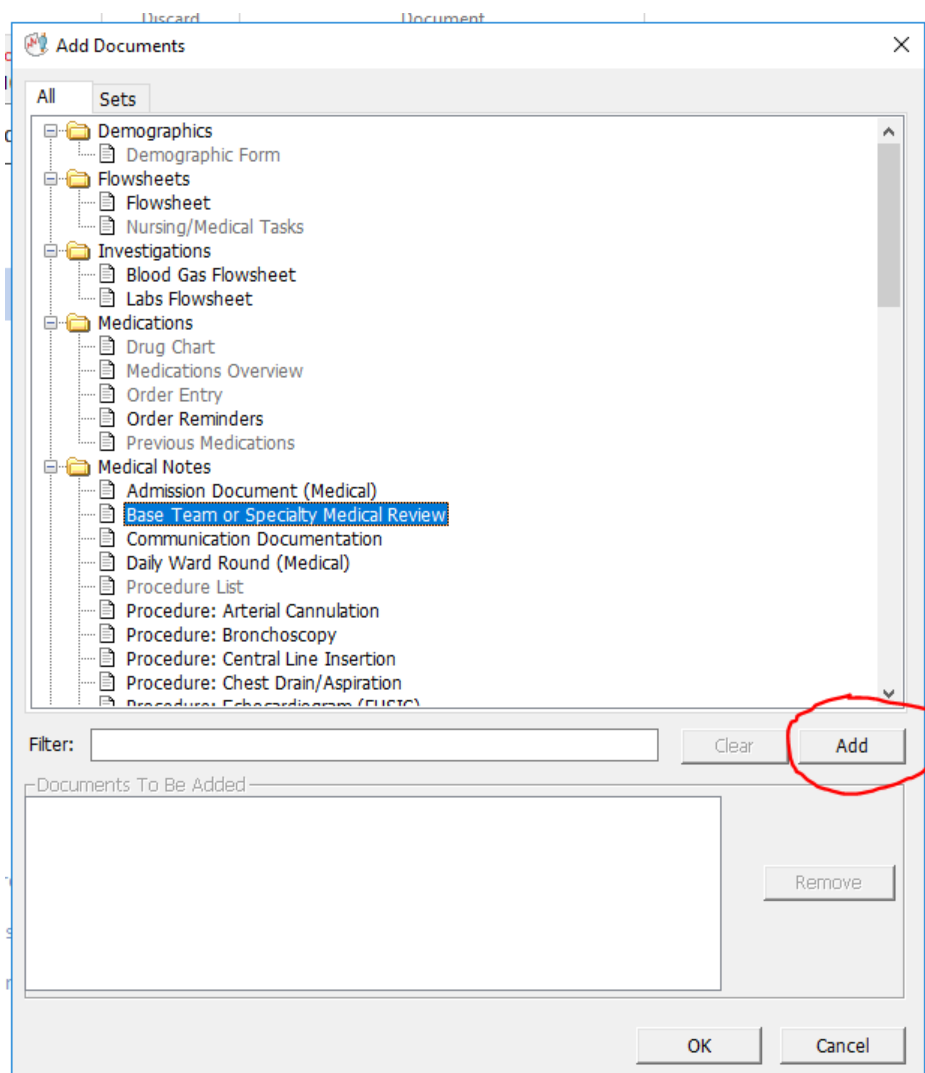 Discard Document
Add Documents
All Sets
Demographics
Demographic Form
Flowsheets
Flowsheet
Nursing/Medical Tasks
Investigations
Blood Gas Flowsheet
Labs Flowsheet
Medications
Drug Chart
Medications Overview
Order Entry
Order Reminders
Previous Medications
Medical Notes
Admission Document (Medical)
Base Team or Specialty Medical Review
Communication Documentation
Daily Ward Round (Medical)
Procedure List
Procedure: Arterial Cannulation
Procedure: Bronchoscopy
Procedure: Central Line Insertion
Procedure: Chest Drain/Aspiration
Procedure: Echocardiogram (FUSIC)
Filter: Clear Add
Documents To Be Added
Remove
OK Cancel